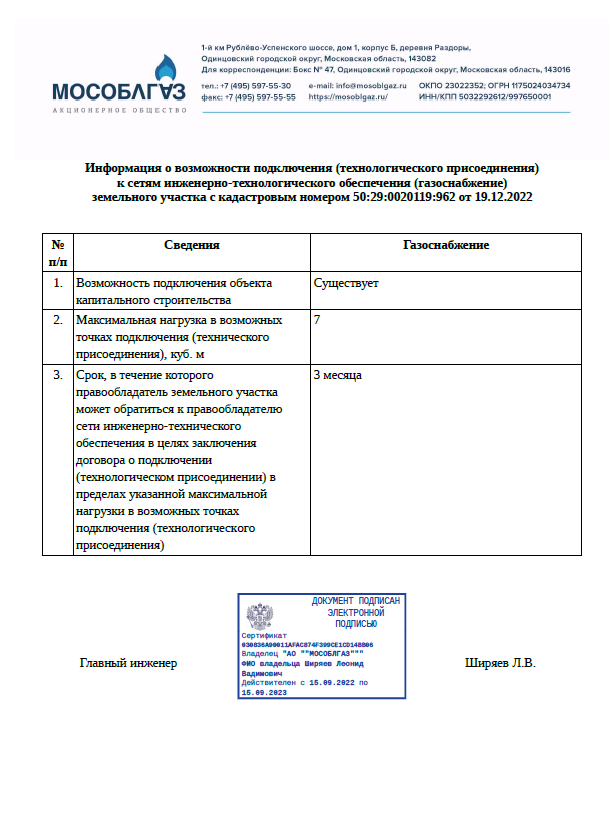 МОСОБЛГАЗ
АКЦИОНЕРНОЕ ОБЩЕСТВО
1-й км Рублёво-Успенского шоссе, дом 1, корпус Б, деревня Раздоры,
Одинцовский городской округ, Московская область, 143082
Для корреспонденции: Бокс № 47, Одинцовский городской округ, Московская область, 143016
тел.: +7 (495) 597-55-30 e-mail: info@mosoblgaz.ru ОКПО 23022352; ОГРН 1175024034734
факс: +7 (495) 597-55-55 https://mosoblgaz.ru/ ИНН/КПП 5032292612/997650001
Информация о возможности подключения (технологического присоединения)
к сетям инженерно-технологического обеспечения (газоснабжение)
земельного участка с кадастровым номером 50:29:0020119:962 от 19.12.2022
№ Сведения Газоснабжение
п/п
1. Возможность подключения объекта Существует
капитального строительства
2. Максимальная нагрузка в возможных 7
точках подключения (технического
присоединения), куб. м
3. Срок, в течение которого 3 месяца
правообладатель земельного участка
может обратиться к правообладателю
сети инженерно-технического
обеспечения в целях заключения
договора о подключении
(технологическом присоединении) в
пределах указанной максимальной
нагрузки в возможных точках
подключения (технологического
присоединения)
ДОКУМЕНТ ПОДПИСАН
ЭЛЕКТРОННОЙ
ПОДПИСЬЮ
Сертификат
030836A90011AFAC874F399CE1CD14BB06
Владелец "АО ""МОСОБЛГАЗ"""
ФИО владельца Ширяев Леонид
Вадимович
Действителен с 15.09.2022 по
15.09.2023
Главный инженер Ширяев Л.В.